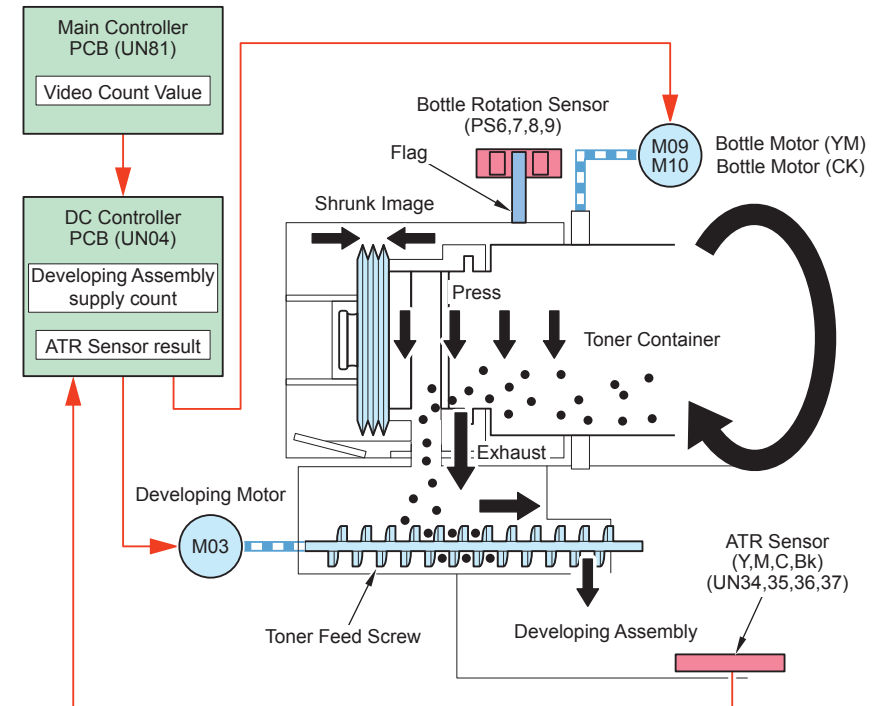 Main Controller
PCB (UN81)
Video Count Value
DC Controller
PCB (UN04)
Developing Assembly
supply count
ATR Sensor result
Bottle Rotation Sensor
(PS6,7,8,9)
Flag
M09
M10
Bottle Motor (YM)
Bottle Motor (CK)
Shrunk Image
Press
Toner Container
Exhaust
Developing Motor
M03
Toner Feed Screw
Developing Assembly
ATR Sensor
(Y,M,C,Bk)
(UN34,35,36,37)